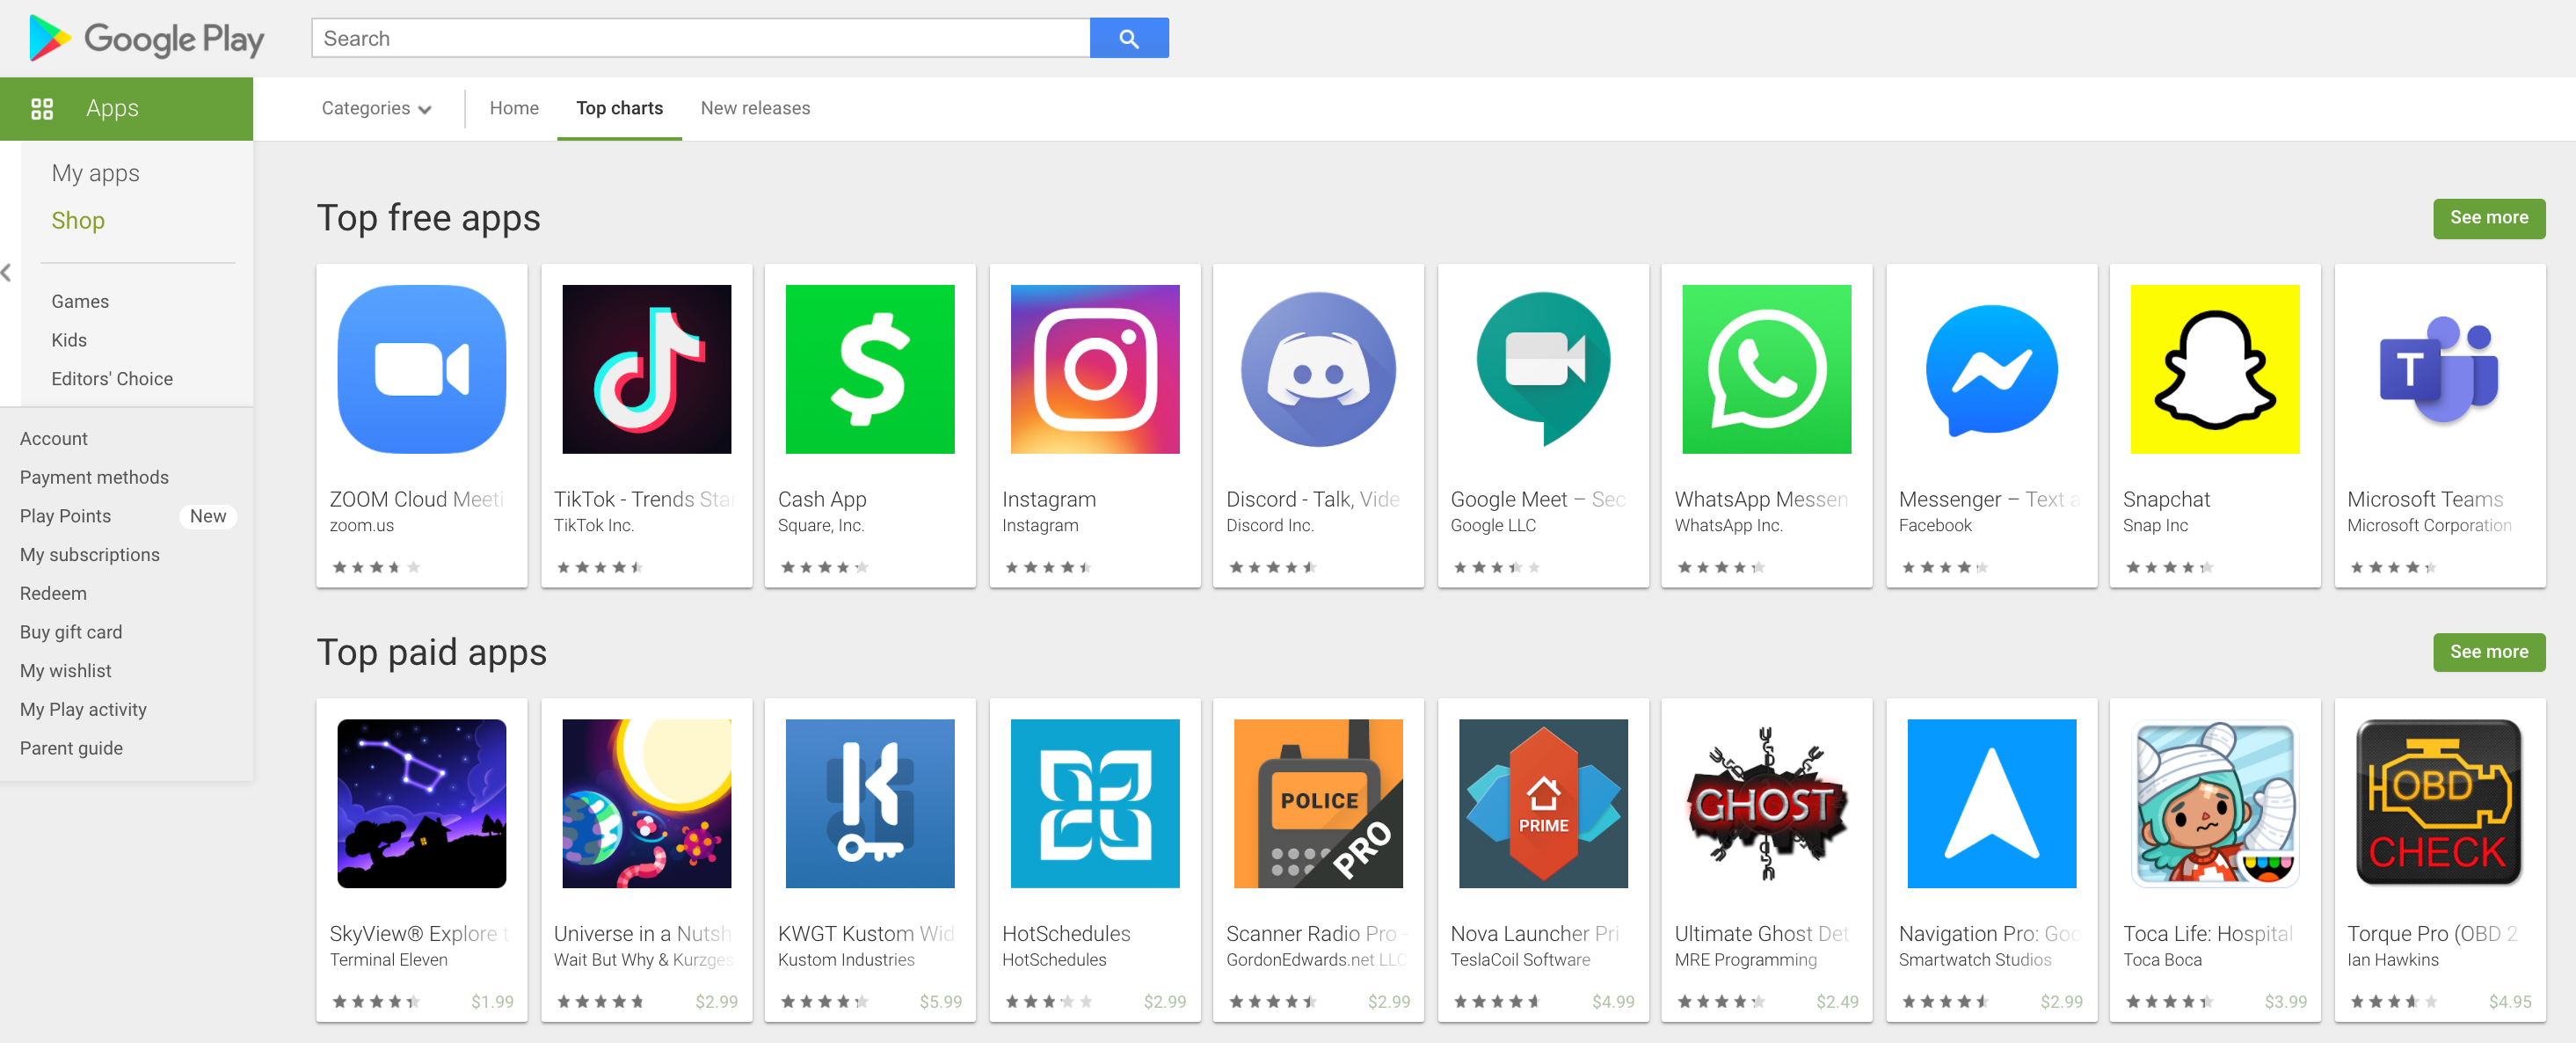 Google Play
Search
Apps
Categories
Home
Top charts
New releases
My apps
Shop
Games
Kids
Editors' Choice
Account
Payment methods
Play Points
New
My subscriptions
Redeem
Buy gift card
My wishlist
My Play activity
Parent guide
Top free apps
See more
T
ZOOM Cloud Meeti
zoom.us
TikTok - Trends Star
TikTok Inc.
Cash App
Square, Inc.
Instagram
Instagram
Discord - Talk, Vide
Discord Inc.
Google Meet – Sec
Google LLC
WhatsApp Messen
WhatsApp Inc.
Messenger – Text a
Facebook
Snapchat
Snap Inc
Microsoft Teams
Microsoft Corporation
Top paid apps
See more
POLICE
PRO
PRIME
GHOST
OBD
CHECK
SkyView® Explore t
Terminal Eleven
$1.99
Universe in a Nutsh
Wait But Why & Kurzges
$2.99
KWGT Kustom Wid
Kustom Industries
$5.99
HotSchedules
HotSchedules
$2.99
Scanner Radio Pro -
GordonEdwards.net LLC
$2.99
Nova Launcher Pri
TeslaCoil Software
$4.99
Ultimate Ghost Det
MRE Programming
$2.49
Navigation Pro: Goo
Smartwatch Studios
$2.99
Toca Life: Hospital
Toca Boca
$3.99
Torque Pro (OBD 2
Ian Hawkins
$4.95